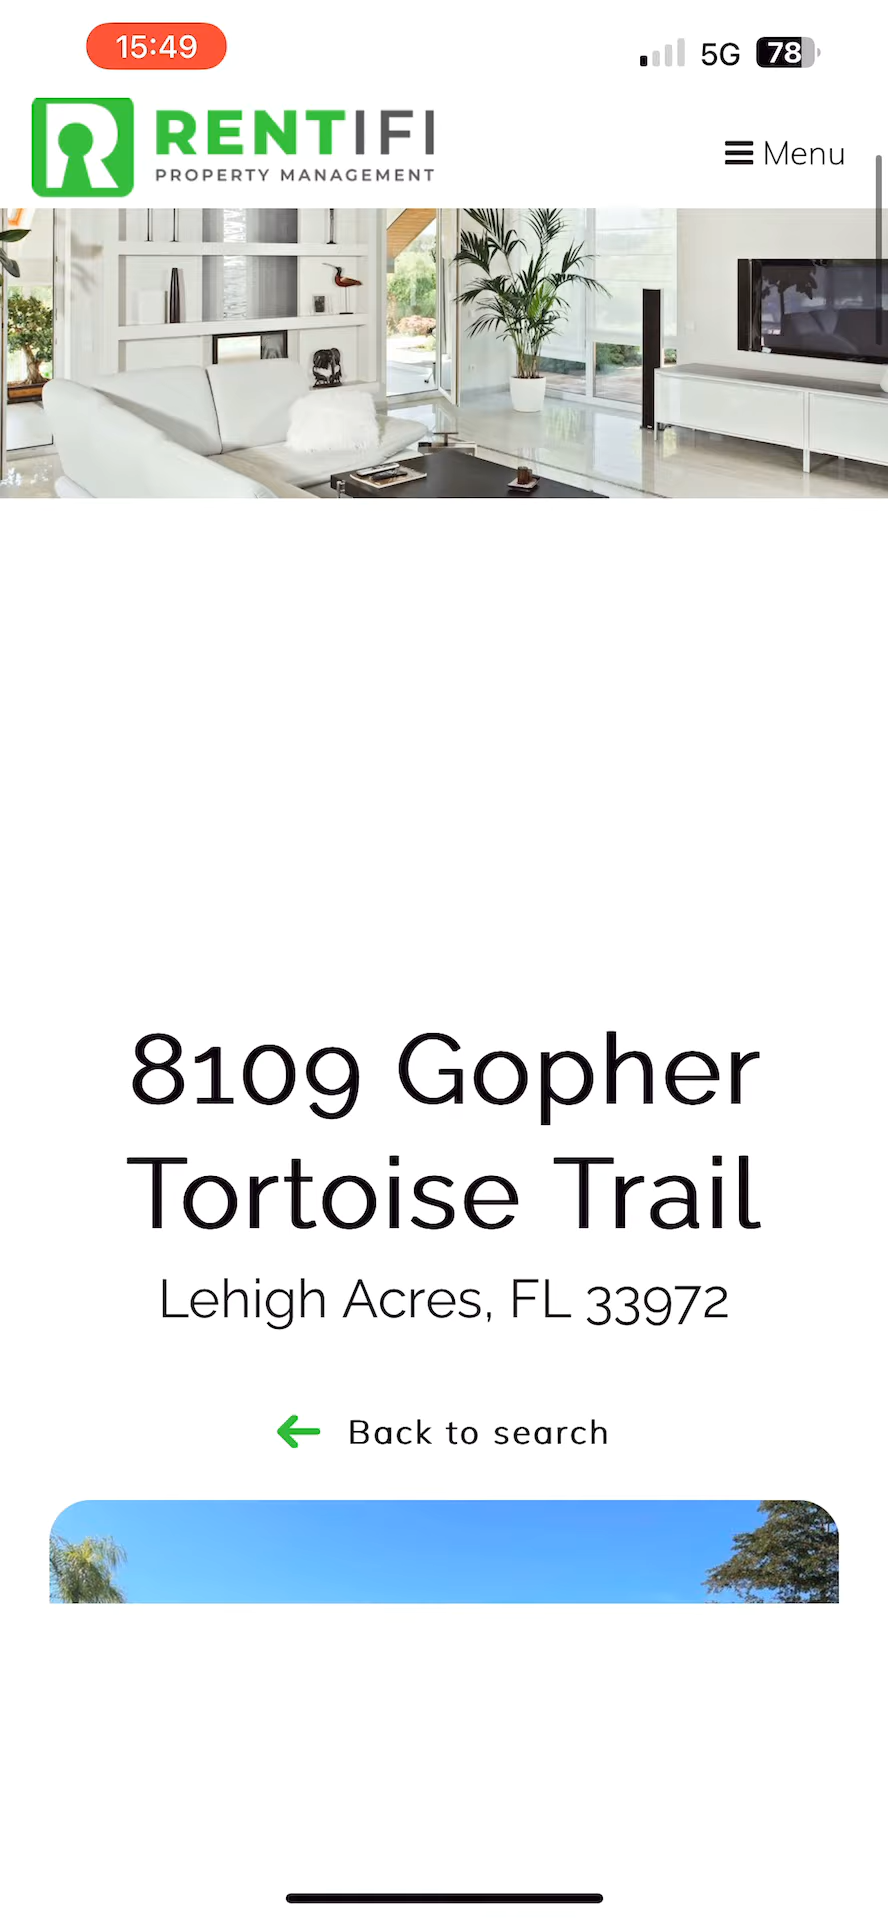 15:49
5G 78
RENTIFI
PROPERTY MANAGEMENT
Menu
8109 Gopher
Tortoise Trail
Lehigh Acres, FL 33972
Back to search